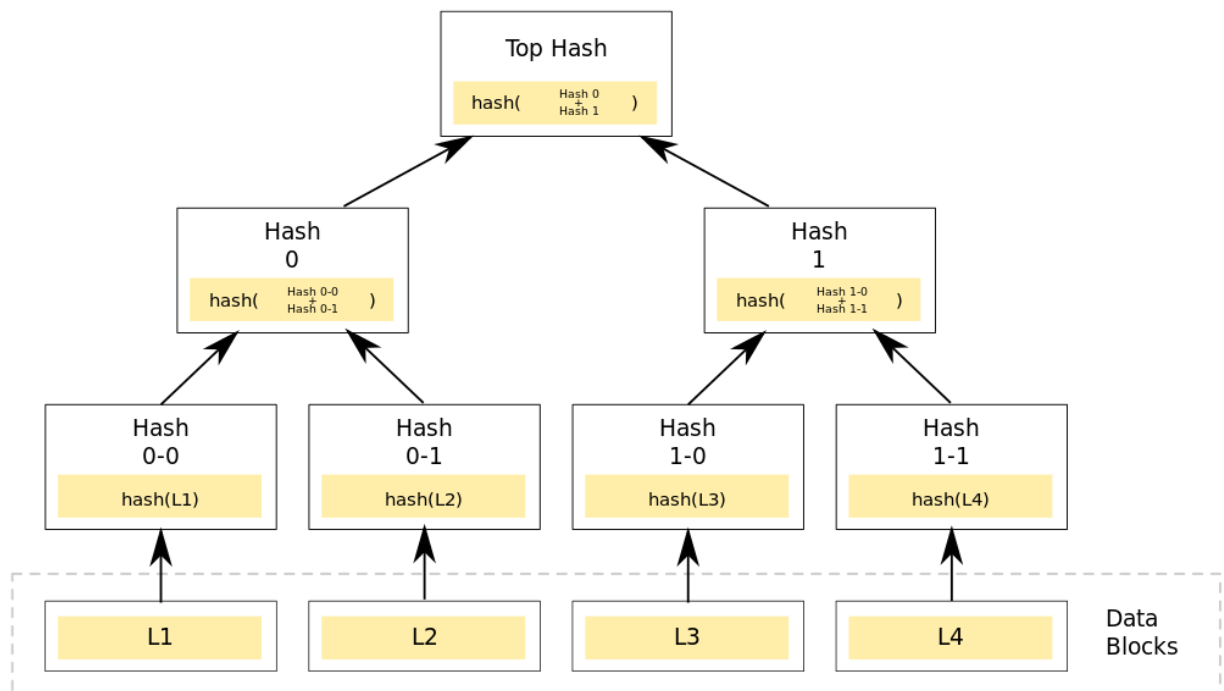 Top Hash
Hash 0
hash( + )
Hash 1
Hash
0
Hash 0-0
hash( + )
Hash 0-1
Hash
1
Hash 1-0
hash( + )
Hash 1-1
Hash
0-0
hash(L1)
Hash
0-1
hash(L2)
Hash
1-0
hash(L3)
Hash
1-1
hash(L4)
L1
L2
L3
L4
Data
Blocks